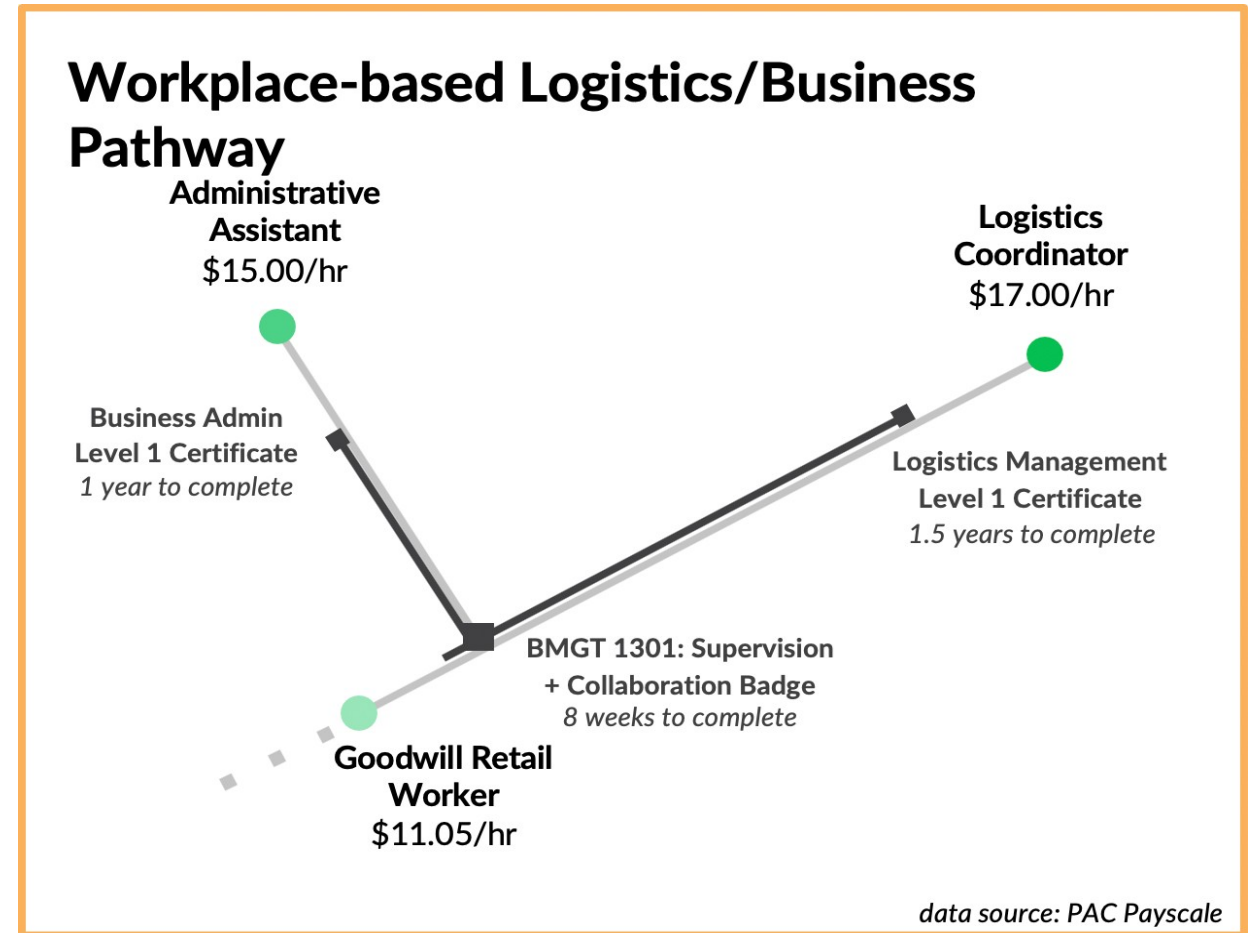 Workplace-based Logistics/Business
Pathway
Administrative
Assistant
$15.00/hr
Logistics
Coordinator
$17.00/hr
Business Admin
Level 1 Certificate
1 year to complete
Logistics Management
Level 1 Certificate
1.5 years to complete
BMGT 1301: Supervision
+ Collaboration Badge
8 weeks to complete
Goodwill Retail
Worker
$11.05/hr
data source: PAC Payscale